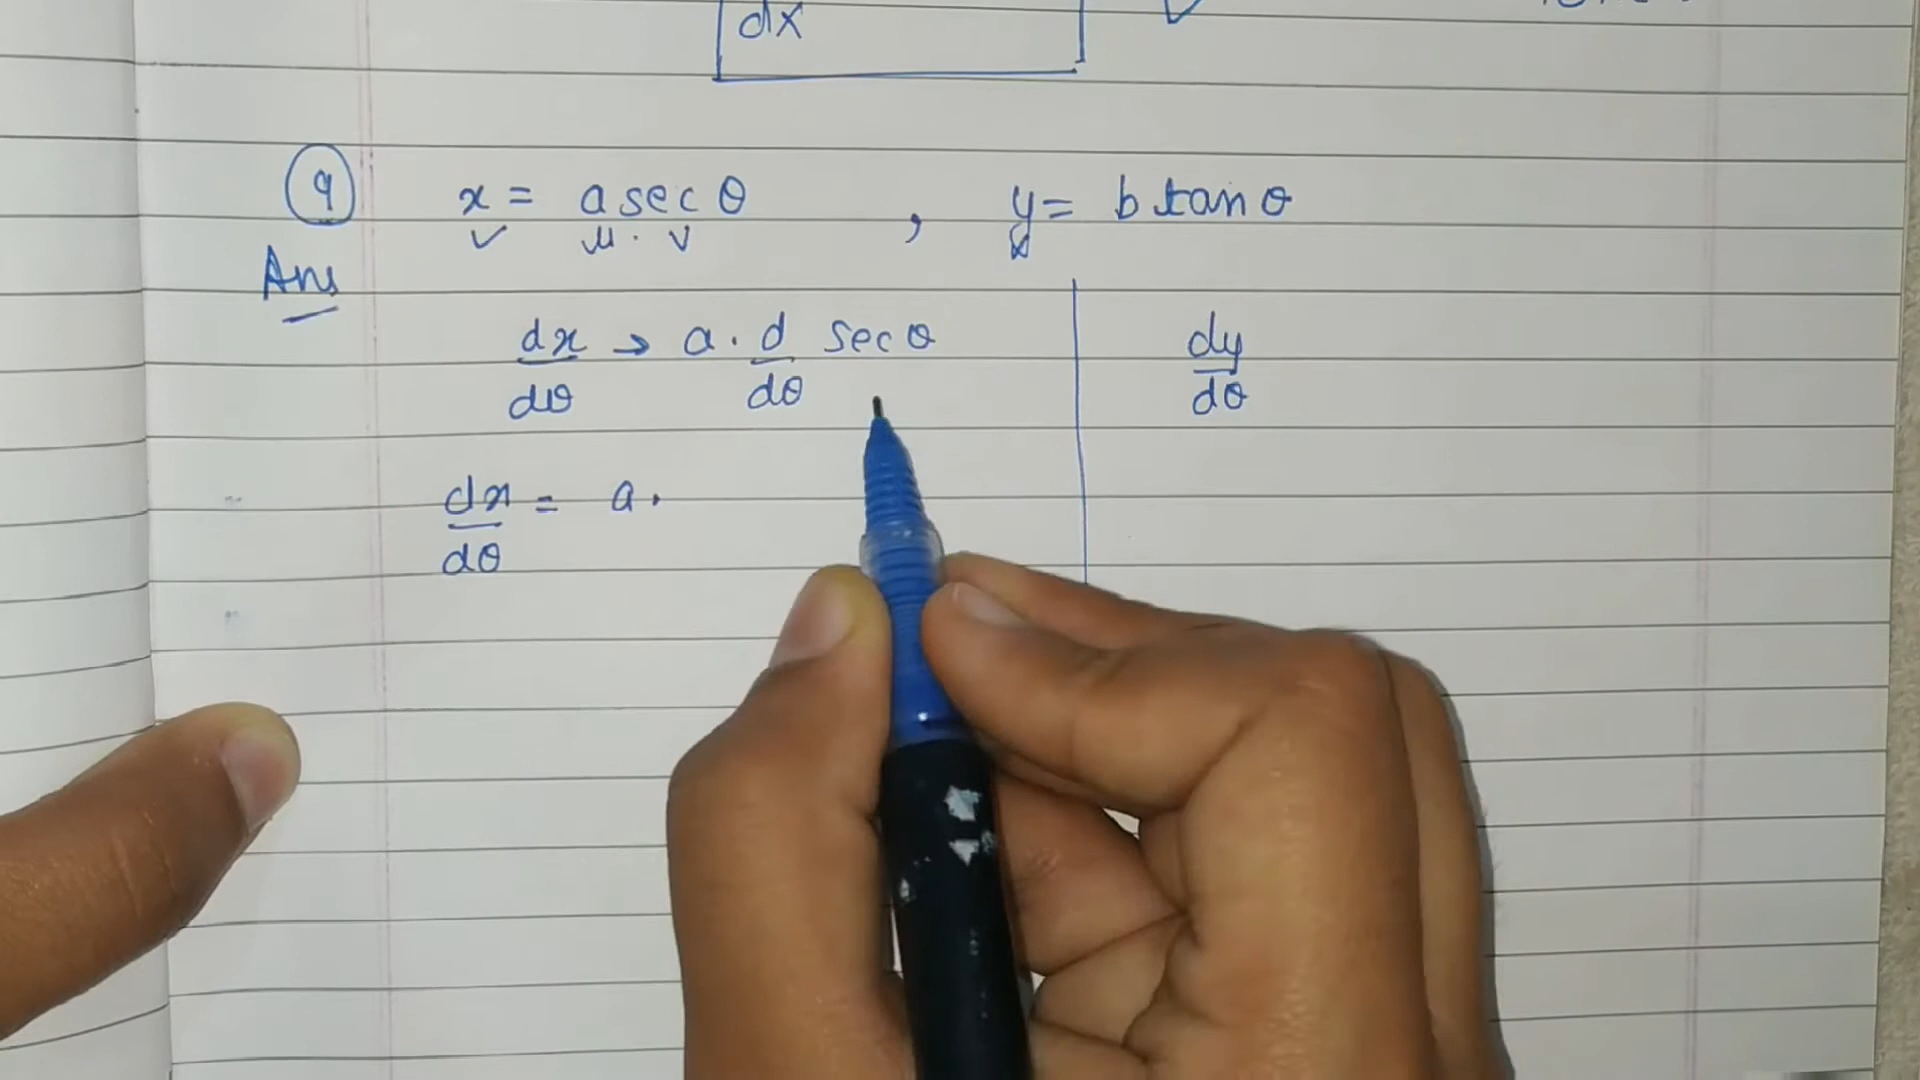 dx
9 x = a sec θ , y = b tan θ
u . v
Ans
dx/dθ → a . d/dθ sec θ
dy/dθ
dx/dθ = a .